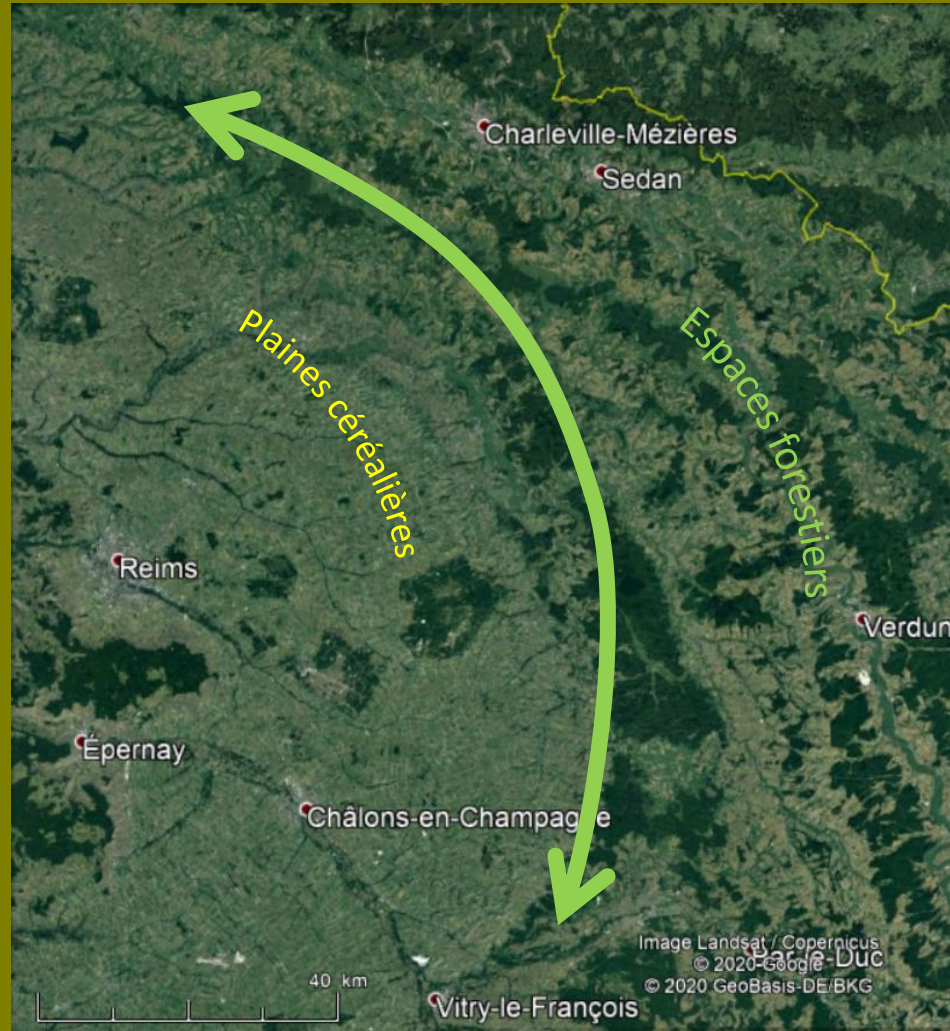 Charleville-Mézières
Sedan
Plaines céréalières
Espaces forestiers
Reims
Verdun
Épernay
Châlons-en-Champagne
Image Landsat / Copernicus
Bar-le-Duc
© 2020 Google
© 2020 GeoBasis-DE/BKG
40 km
Vitry-le-François